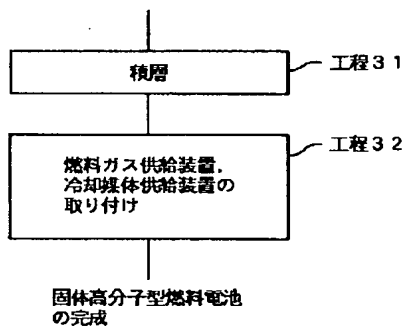 積層
工程31
燃料ガス供給装置,
冷却媒体供給装置の
取り付け
工程32
固体高分子型燃料電池
の完成